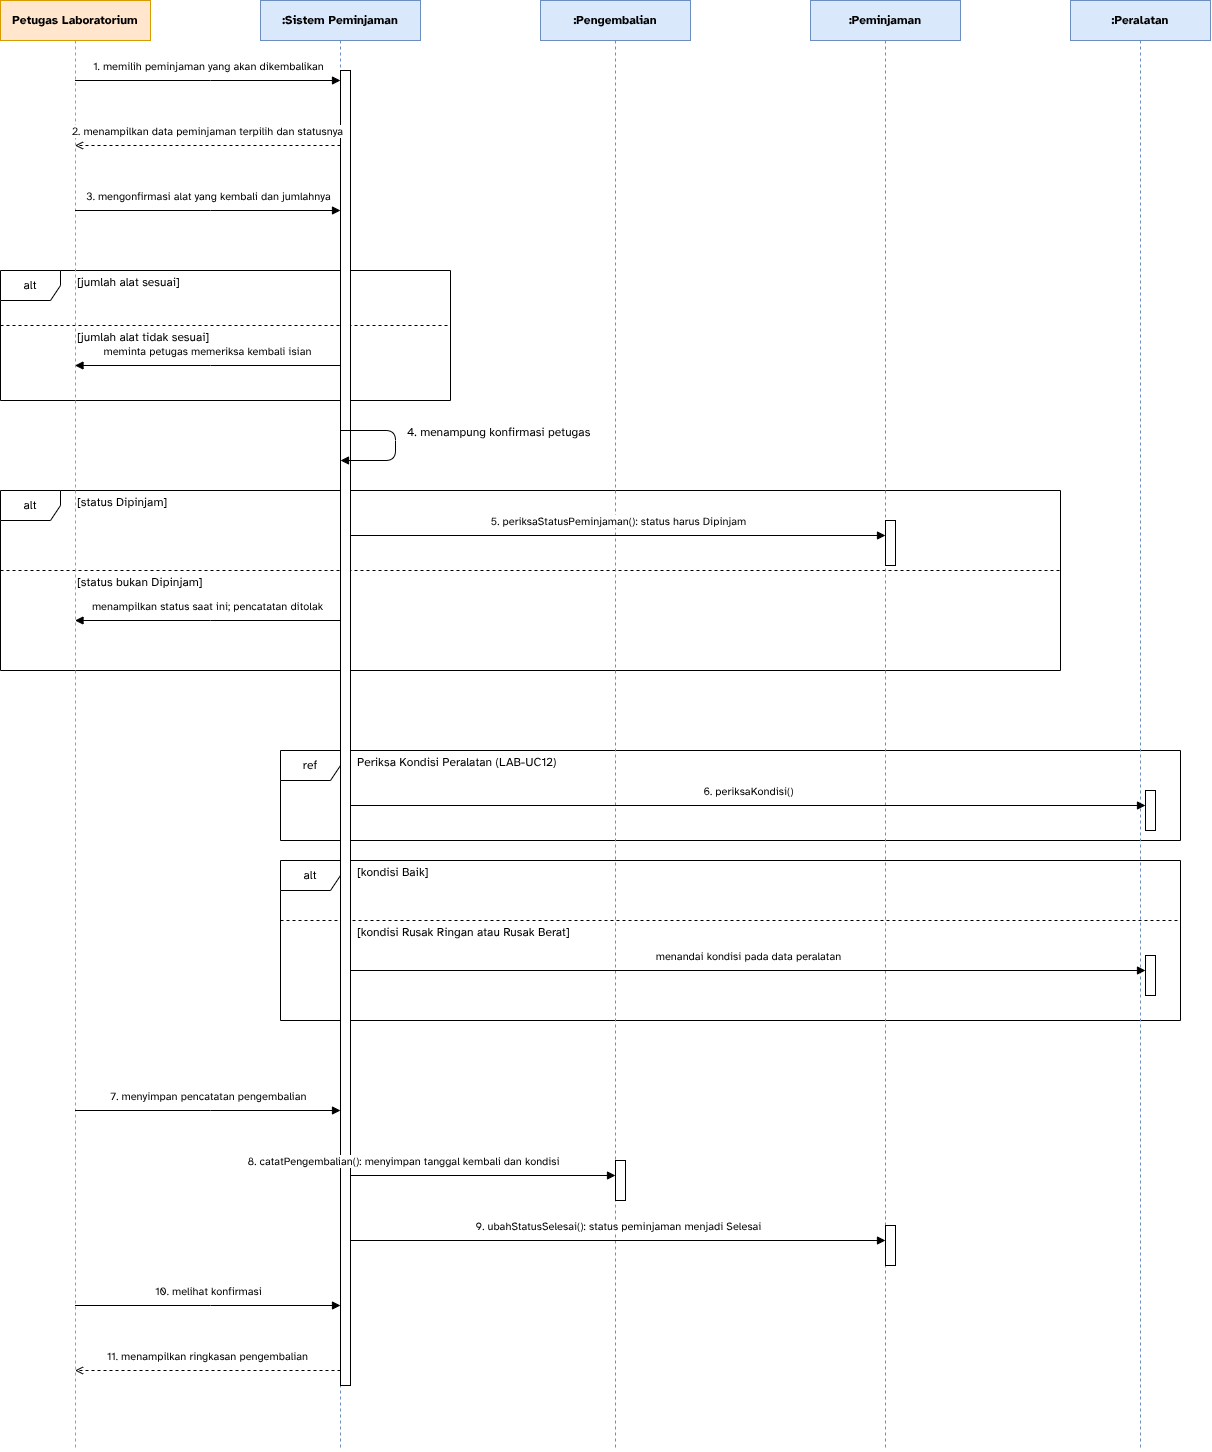 Petugas Laboratorium
:Sistem Peminjaman
:Pengembalian
:Peminjaman
:Peralatan
1. memilih peminjaman yang akan dikembalikan
2. menampilkan data peminjaman terpilih dan statusnya
3. mengonfirmasi alat yang kembali dan jumlahnya
alt
[jumlah alat sesuai]
[jumlah alat tidak sesuai]
meminta petugas memeriksa kembali isian
4. menampung konfirmasi petugas
alt
[status Dipinjam]
5. periksaStatusPeminjaman(): status harus Dipinjam
[status bukan Dipinjam]
menampilkan status saat ini; pencatatan ditolak
ref
Periksa Kondisi Peralatan (LAB-UC12)
6. periksaKondisi()
alt
[kondisi Baik]
[kondisi Rusak Ringan atau Rusak Berat]
menandai kondisi pada data peralatan
7. menyimpan pencatatan pengembalian
8. catatPengembalian(): menyimpan tanggal kembali dan kondisi
9. ubahStatusSelesai(): status peminjaman menjadi Selesai
10. melihat konfirmasi
11. menampilkan ringkasan pengembalian